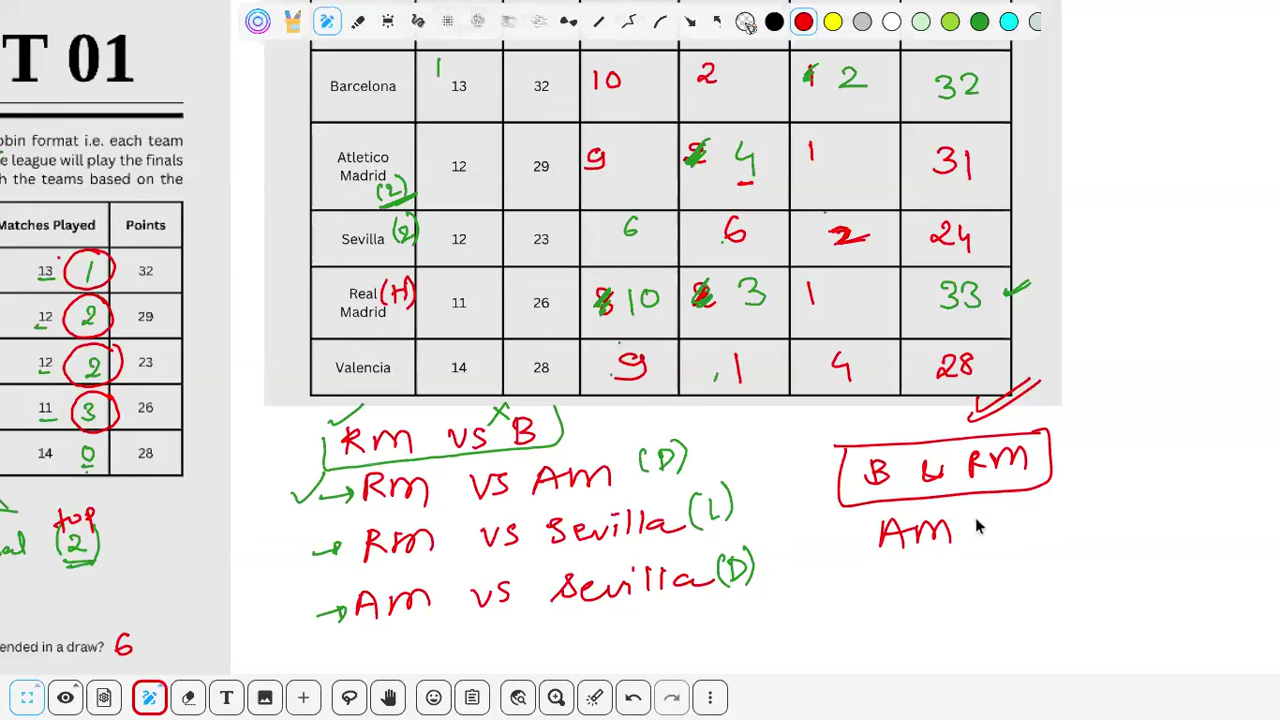 T 01
obin format i.e. each team
e league will play the finals
h the teams based on the
Matches Played Points
13 1 32
12 2 29
12 2 23
11 3 26
14 0 28
top
al (2)
ended in a draw? 6
Barcelona 1 13 32 10 2 2 32
Atletico Madrid (2) 12 29 9 4 1 31
Sevilla (2) 12 23 6 6 2 24
Real Madrid (H) 11 26 10 3 1 33
Valencia 14 28 9 1 4 28
Rm vs B
Rm vs Am (D)
Rm vs Sevilla (L)
Am vs Sevilla (D)
B RM
AM
T